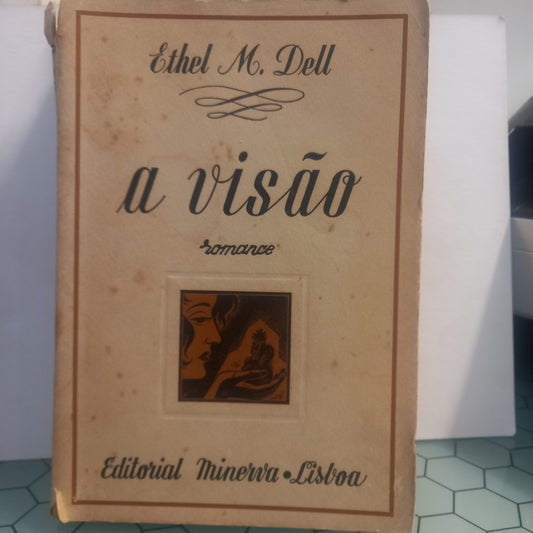 Ethel M. Dell
a visão
romance
Editorial Minerva • Lisboa